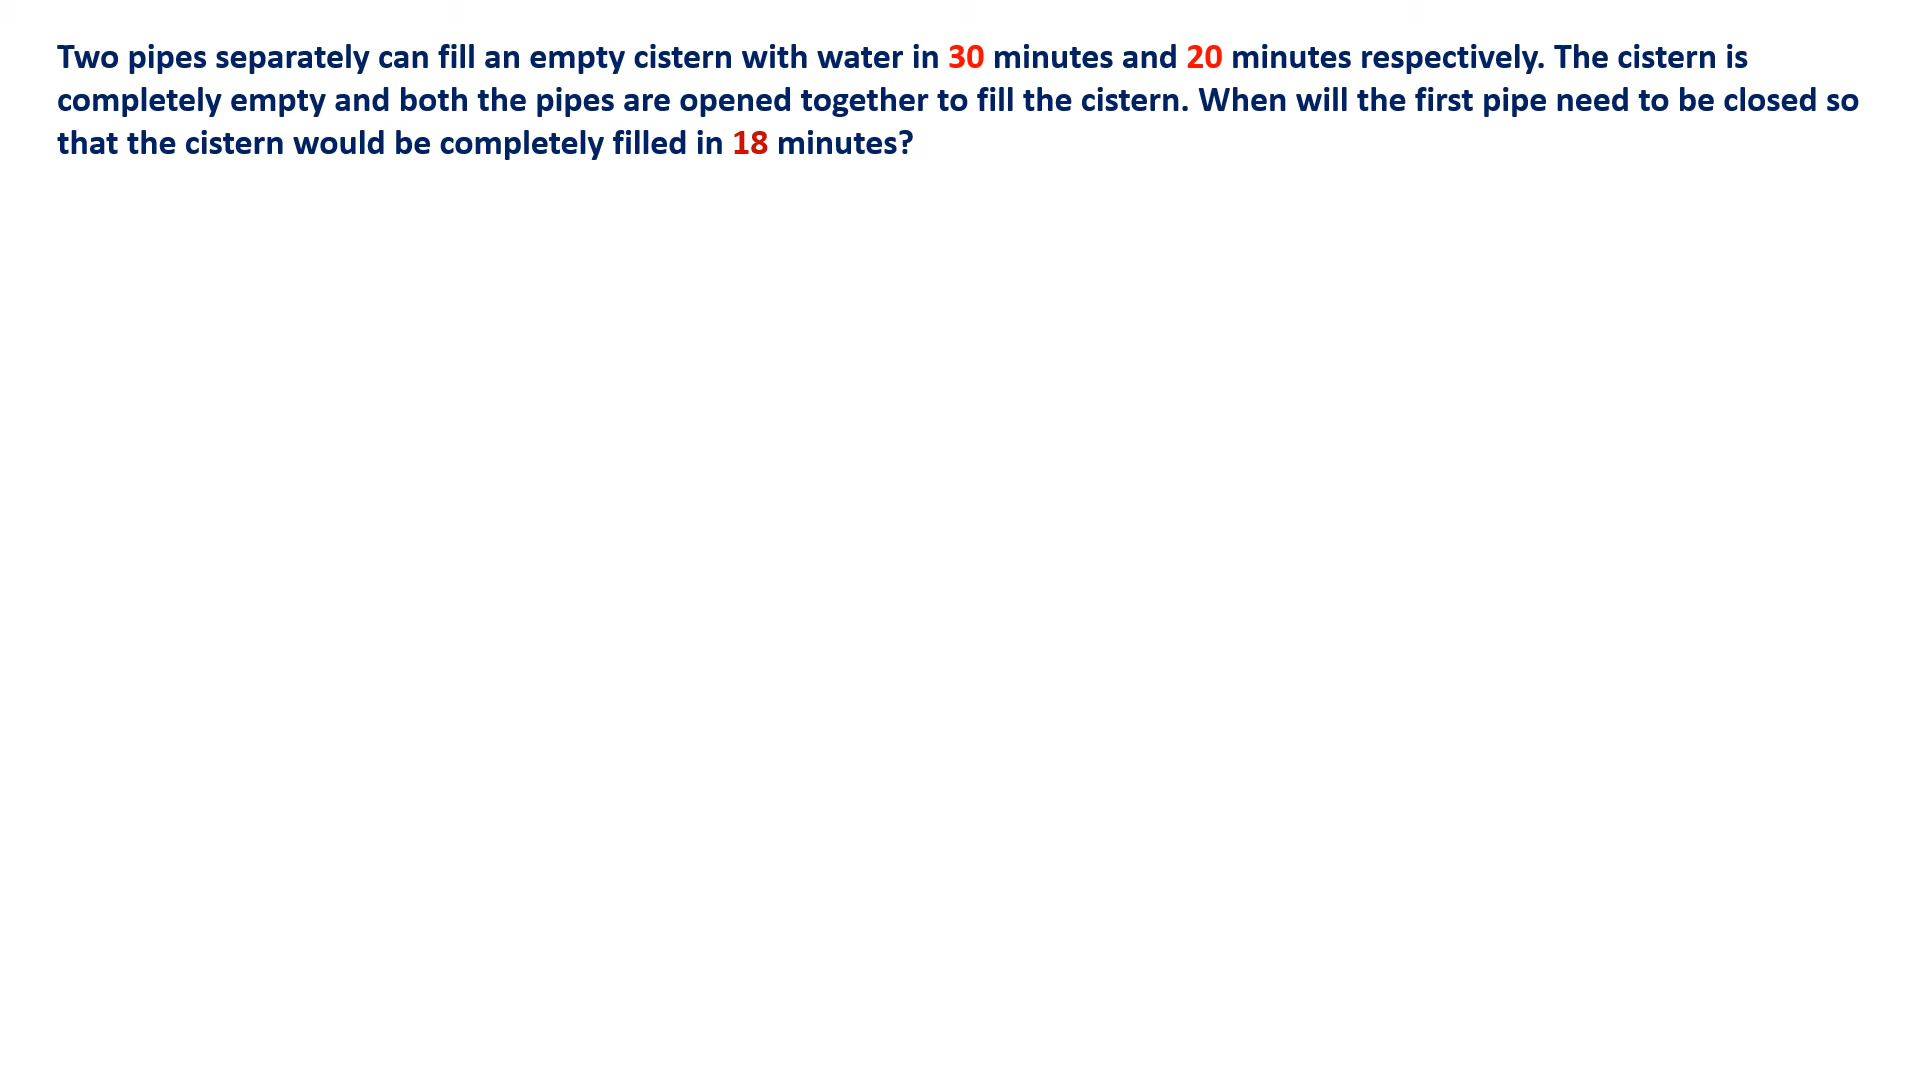 Two pipes separately can fill an empty cistern with water in 30 minutes and 20 minutes respectively. The cistern is
completely empty and both the pipes are opened together to fill the cistern. When will the first pipe need to be closed so
that the cistern would be completely filled in 18 minutes?